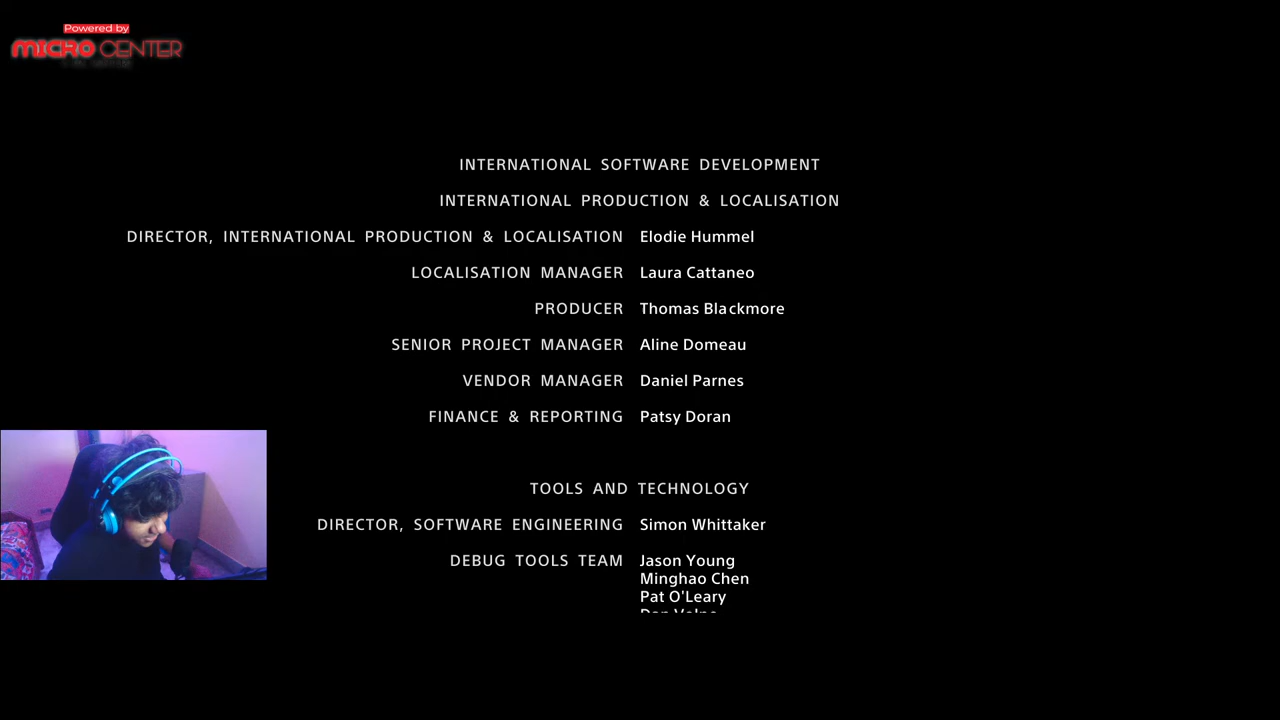 Powered by
MICRO CENTER
INTERNATIONAL SOFTWARE DEVELOPMENT
INTERNATIONAL PRODUCTION & LOCALISATION
DIRECTOR, INTERNATIONAL PRODUCTION & LOCALISATION Elodie Hummel
LOCALISATION MANAGER Laura Cattaneo
PRODUCER Thomas Blackmore
SENIOR PROJECT MANAGER Aline Domeau
VENDOR MANAGER Daniel Parnes
FINANCE & REPORTING Patsy Doran
TOOLS AND TECHNOLOGY
DIRECTOR, SOFTWARE ENGINEERING Simon Whittaker
DEBUG TOOLS TEAM Jason Young
Minghao Chen
Pat O'Leary